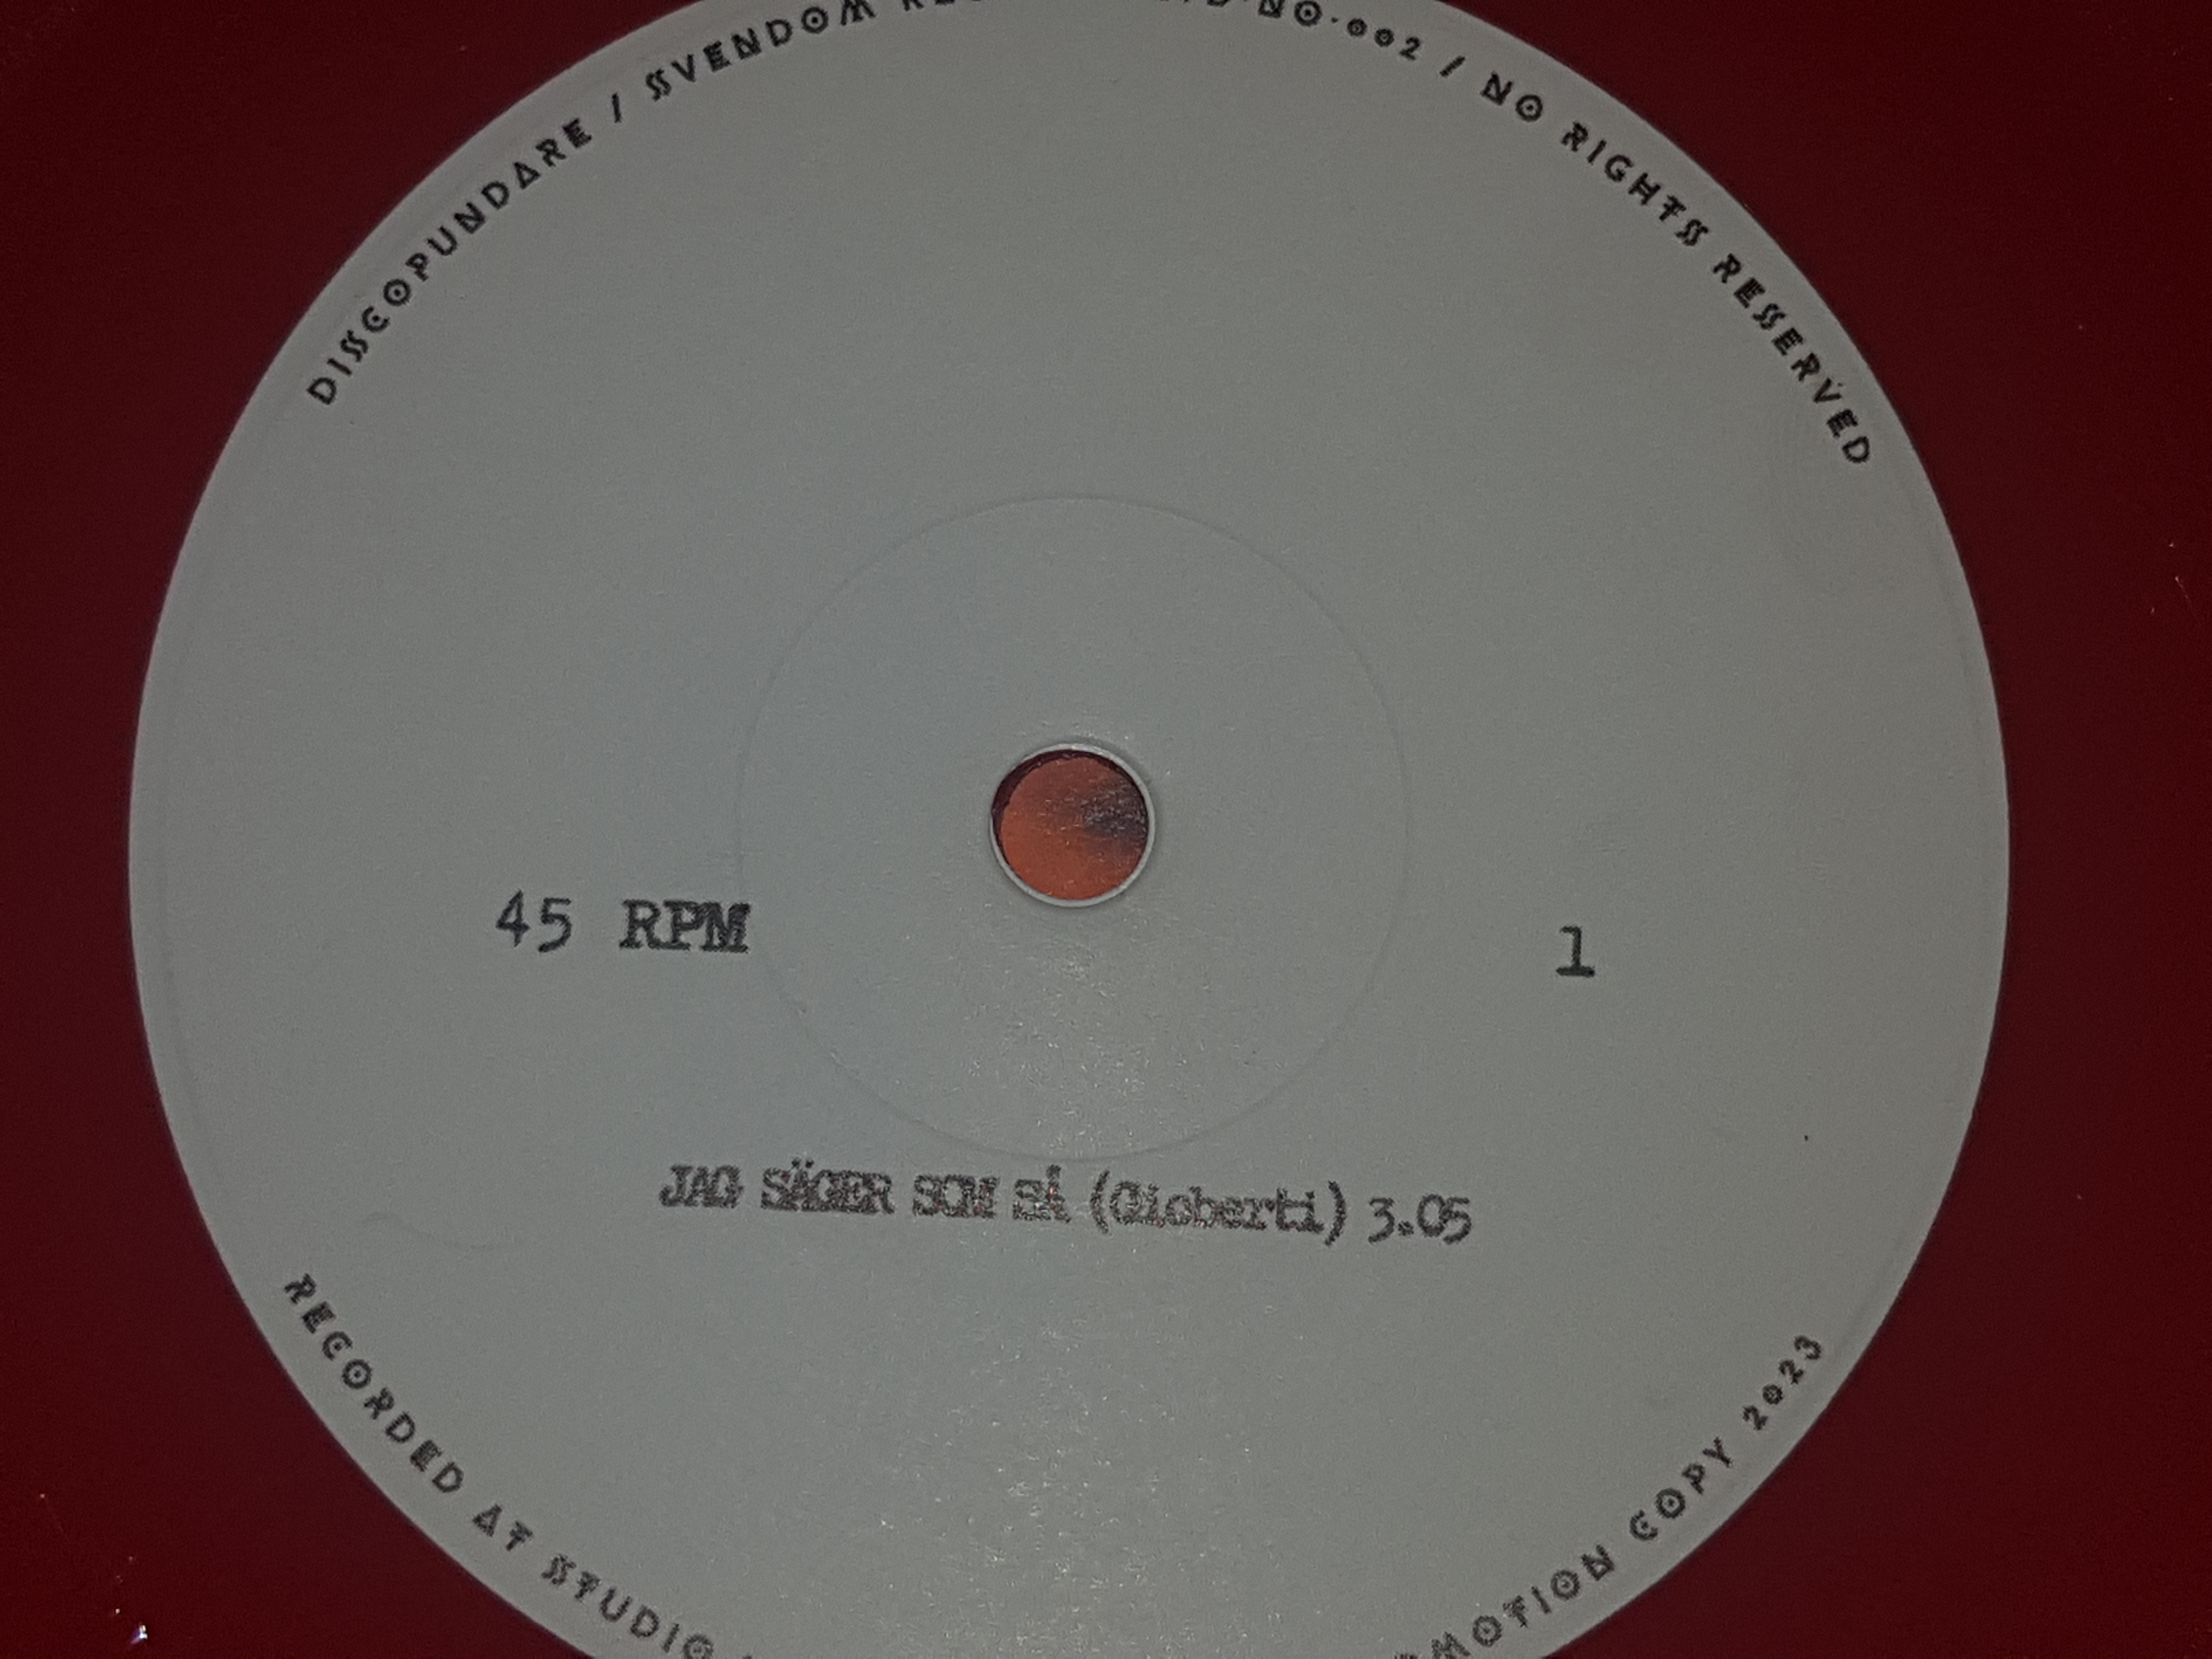 DISCOPUNDARE / SVENDOM
NO.002 / NO RIGHTS RESERVED
45 RPM
1
JAG SÄGER SOM SÅ (Gioberti) 3.05
RECORDED AT STUDIO
COPY 2023